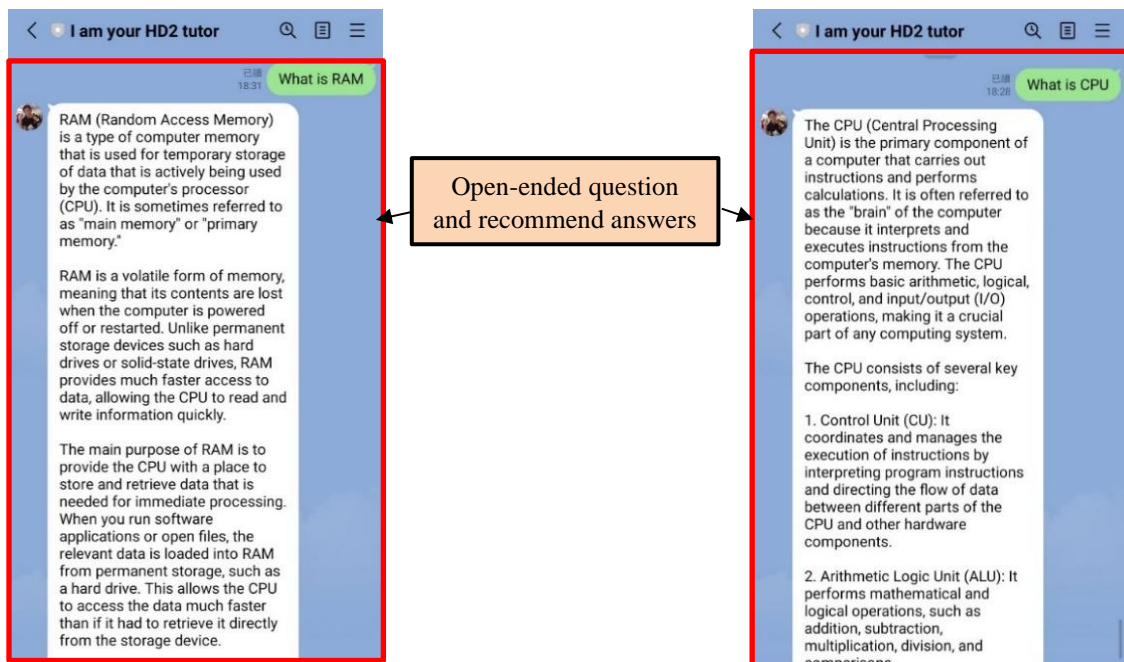 I am your HD2 tutor
已讀
18:31
What is RAM
RAM (Random Access Memory)
is a type of computer memory
that is used for temporary storage
of data that is actively being used
by the computer's processor
(CPU). It is sometimes referred to
as "main memory" or "primary
memory."
RAM is a volatile form of memory,
meaning that its contents are lost
when the computer is powered
off or restarted. Unlike permanent
storage devices such as hard
drives or solid-state drives, RAM
provides much faster access to
data, allowing the CPU to read and
write information quickly.
The main purpose of RAM is to
provide the CPU with a place to
store and retrieve data that is
needed for immediate processing.
When you run software
applications or open files, the
relevant data is loaded into RAM
from permanent storage, such as
a hard drive. This allows the CPU
to access the data much faster
than if it had to retrieve it directly
from the storage device.
Open-ended question
and recommend answers
I am your HD2 tutor
已讀
18:28
What is CPU
The CPU (Central Processing
Unit) is the primary component of
a computer that carries out
instructions and performs
calculations. It is often referred to
as the "brain" of the computer
because it interprets and
executes instructions from the
computer's memory. The CPU
performs basic arithmetic, logical,
control, and input/output (I/O)
operations, making it a crucial
part of any computing system.
The CPU consists of several key
components, including:
1. Control Unit (CU): It
coordinates and manages the
execution of instructions by
interpreting program instructions
and directing the flow of data
between different parts of the
CPU and other hardware
components.
2. Arithmetic Logic Unit (ALU): It
performs mathematical and
logical operations, such as
addition, subtraction,
multiplication, division, and